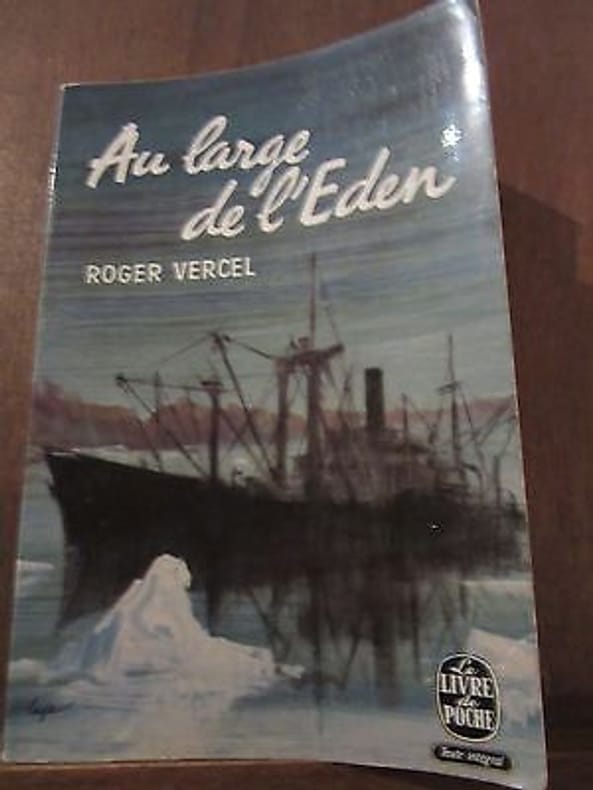 Au large
de l'Eden
ROGER VERCEL
Le
LIVRE
de
POCHE
Texte intégral